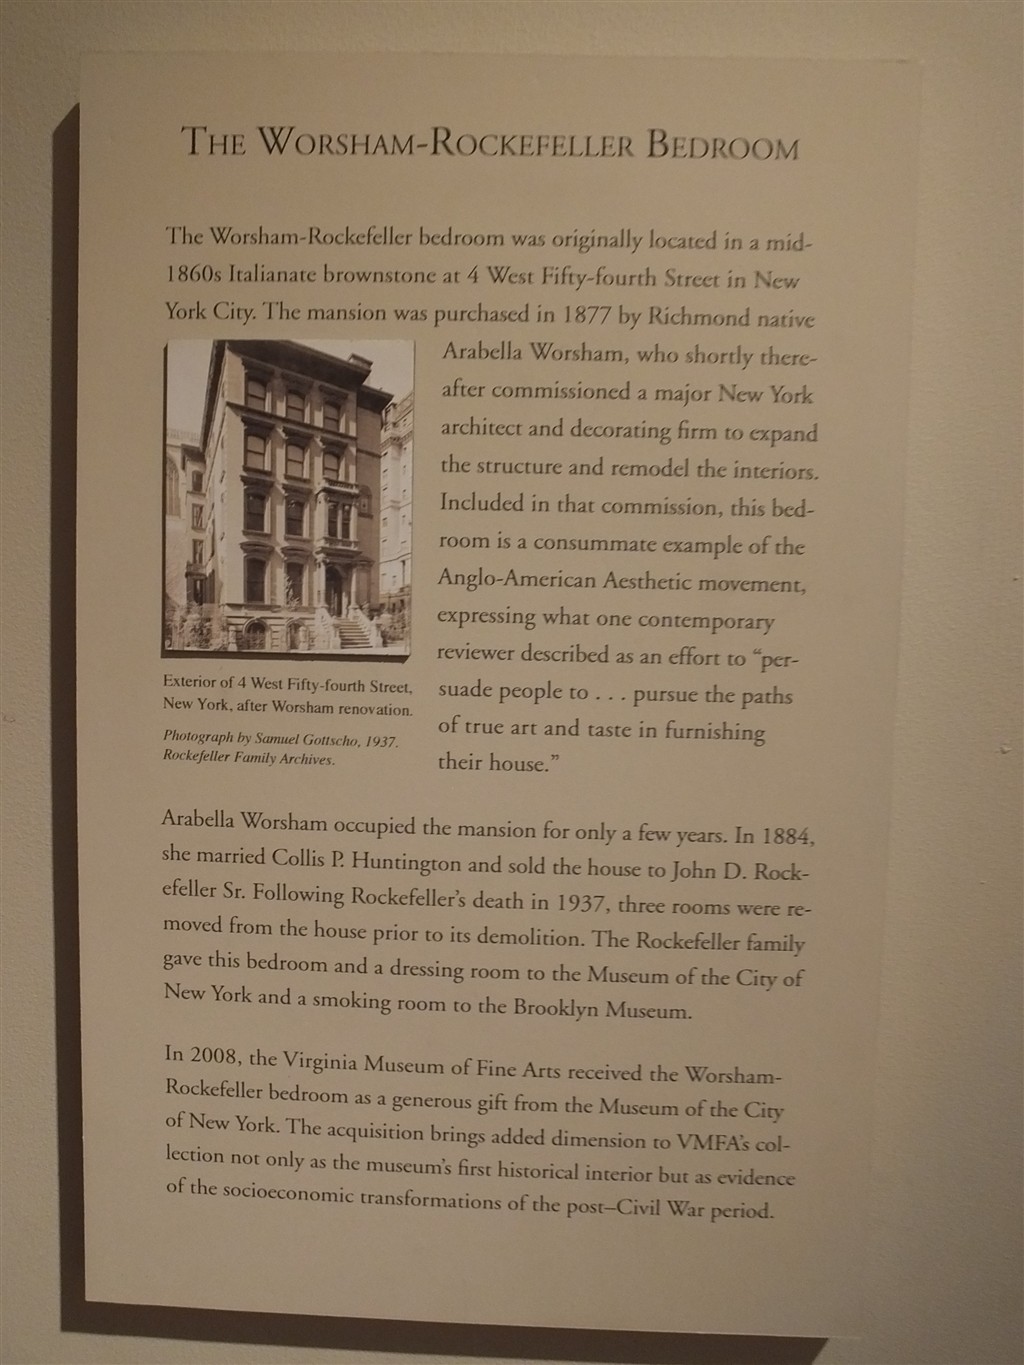 THE WORSHAM-ROCKEFELLER BEDROOM
The Worsham-Rockefeller bedroom was originally located in a mid-
1860s Italianate brownstone at 4 West Fifty-fourth Street in New
York City. The mansion was purchased in 1877 by Richmond native
Arabella Worsham, who shortly there-
after commissioned a major New York
architect and decorating firm to expand
the structure and remodel the interiors.
Included in that commission, this bed-
room is a consummate example of the
Anglo-American Aesthetic movement,
expressing what one contemporary
reviewer described as an effort to “per-
suade people to . . . pursue the paths
of true art and taste in furnishing
their house.”
Exterior of 4 West Fifty-fourth Street,
New York, after Worsham renovation.
Photograph by Samuel Gottscho, 1937.
Rockefeller Family Archives.
Arabella Worsham occupied the mansion for only a few years. In 1884,
she married Collis P. Huntington and sold the house to John D. Rock-
efeller Sr. Following Rockefeller’s death in 1937, three rooms were re-
moved from the house prior to its demolition. The Rockefeller family
gave this bedroom and a dressing room to the Museum of the City of
New York and a smoking room to the Brooklyn Museum.
In 2008, the Virginia Museum of Fine Arts received the Worsham-
Rockefeller bedroom as a generous gift from the Museum of the City
of New York. The acquisition brings added dimension to VMFA’s col-
lection not only as the museum’s first historical interior but as evidence
of the socioeconomic transformations of the post–Civil War period.